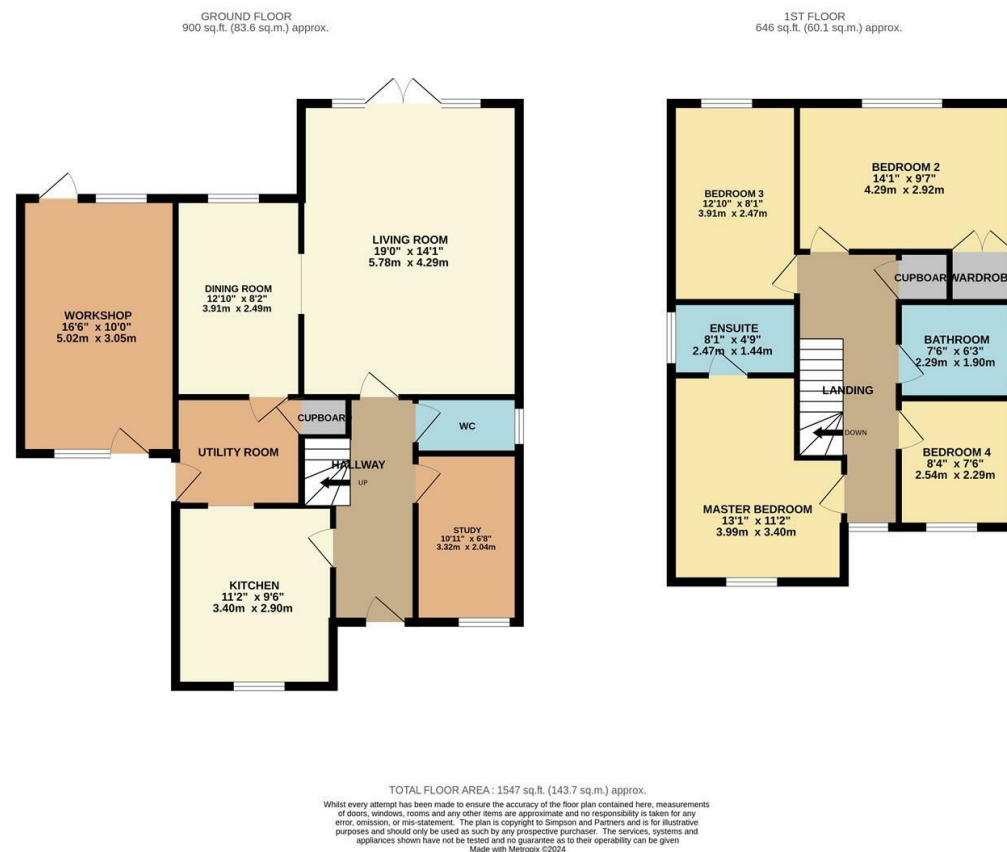 GROUND FLOOR
900 sq.ft. (83.6 sq.m.) approx.
1ST FLOOR
646 sq.ft. (60.1 sq.m.) approx.
LIVING ROOM
19'0" x 14'1"
5.78m x 4.29m
DINING ROOM
12'10" x 8'2"
3.91m x 2.49m
WORKSHOP
16'6" x 10'0"
5.02m x 3.05m
CUPBOARD
WC
UTILITY ROOM
HALLWAY
UP
STUDY
10'11" x 6'8"
3.32m x 2.04m
KITCHEN
11'2" x 9'6"
3.40m x 2.90m
BEDROOM 2
14'1" x 9'7"
4.29m x 2.92m
BEDROOM 3
12'10" x 8'1"
3.91m x 2.47m
CUPBOARD
WARDROB
ENSUITE
8'1" x 4'9"
2.47m x 1.44m
BATHROOM
7'6" x 6'3"
2.29m x 1.90m
LANDING
DOWN
BEDROOM 4
8'4" x 7'6"
2.54m x 2.29m
MASTER BEDROOM
13'1" x 11'2"
3.99m x 3.40m
TOTAL FLOOR AREA : 1547 sq.ft. (143.7 sq.m.) approx.
Whilst every attempt has been made to ensure the accuracy of the floor plan contained here, measurements
of doors, windows, rooms and any other items are approximate and no responsibility is taken for any
error, omission, or mis-statement. The plan is copyright to Simpson and Partners and is for illustrative
purposes and should only be used as such by any prospective purchaser. The services, systems and
appliances shown have not be tested and no guarantee as to their operability can be given
Made with Metropix ©2024